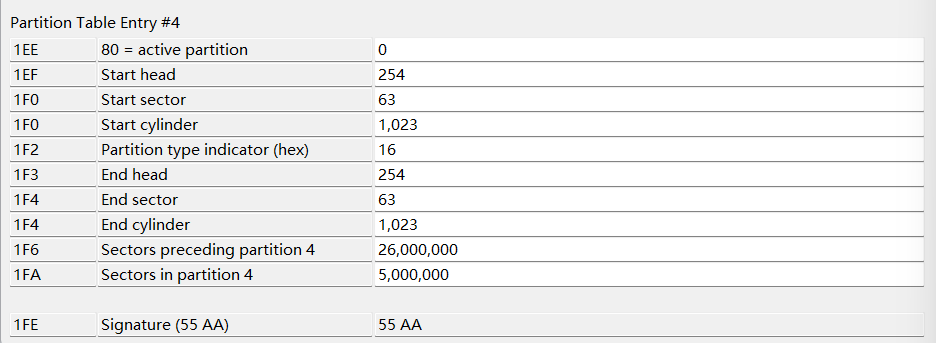 Partition Table Entry #4
1EE 80 = active partition 0
1EF Start head 254
1F0 Start sector 63
1F0 Start cylinder 1,023
1F2 Partition type indicator (hex) 16
1F3 End head 254
1F4 End sector 63
1F4 End cylinder 1,023
1F6 Sectors preceding partition 4 26,000,000
1FA Sectors in partition 4 5,000,000
1FE Signature (55 AA) 55 AA